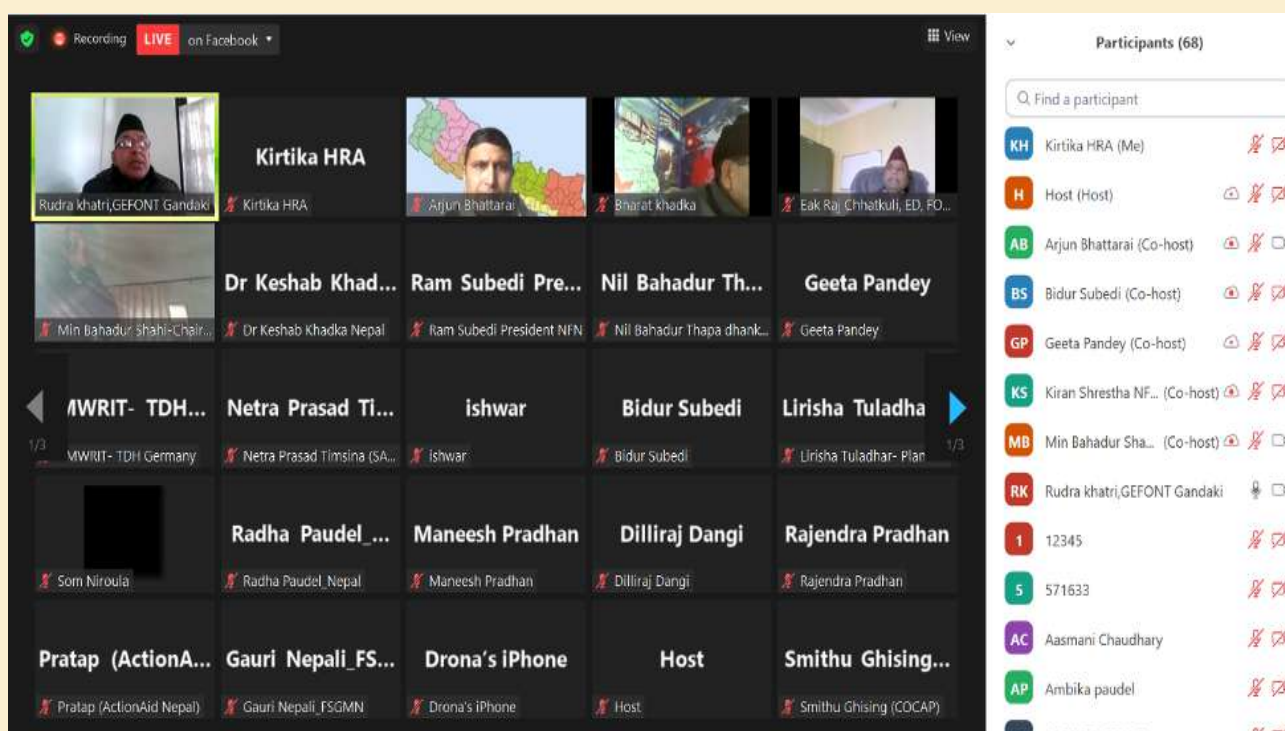 Recording LIVE on Facebook
View
Rudra khatri,GEFONT Gandaki
Kirtika HRA
Kirtika HRA
Arjun Bhattarai
Bharat khadka
Eak Raj Chhatkuli, ED, FO...
Min Bahadur Shahi-Chair...
Dr Keshab Khad...
Dr Keshab Khadka Nepal
Ram Subedi Pre...
Ram Subedi President NFN
Nil Bahadur Th...
Nil Bahadur Thapa dhank...
Geeta Pandey
Geeta Pandey
MWRIT- TDH...
MWRIT- TDH Germany
Netra Prasad Ti...
Netra Prasad Timsina (SA...
ishwar
ishwar
Bidur Subedi
Bidur Subedi
Lirisha Tuladha
Lirisha Tuladhar- Plan
1/3
1/3
Som Niroula
Radha Paudel_...
Radha Paudel_Nepal
Maneesh Pradhan
Maneesh Pradhan
Dilliraj Dangi
Dilliraj Dangi
Rajendra Pradhan
Rajendra Pradhan
Pratap (ActionA...
Pratap (ActionAid Nepal)
Gauri Nepali_FS...
Gauri Nepali_FSGMN
Drona's iPhone
Drona's iPhone
Host
Host
Smithu Ghising...
Smithu Ghising (COCAP)
Participants (68)
Find a participant
KH Kirtika HRA (Me)
H Host (Host)
AB Arjun Bhattarai (Co-host)
BS Bidur Subedi (Co-host)
GP Geeta Pandey (Co-host)
KS Kiran Shrestha NF... (Co-host)
MB Min Bahadur Sha... (Co-host)
RK Rudra khatri,GEFONT Gandaki
1 12345
5 571633
AC Aasmani Chaudhary
AP Ambika paudel